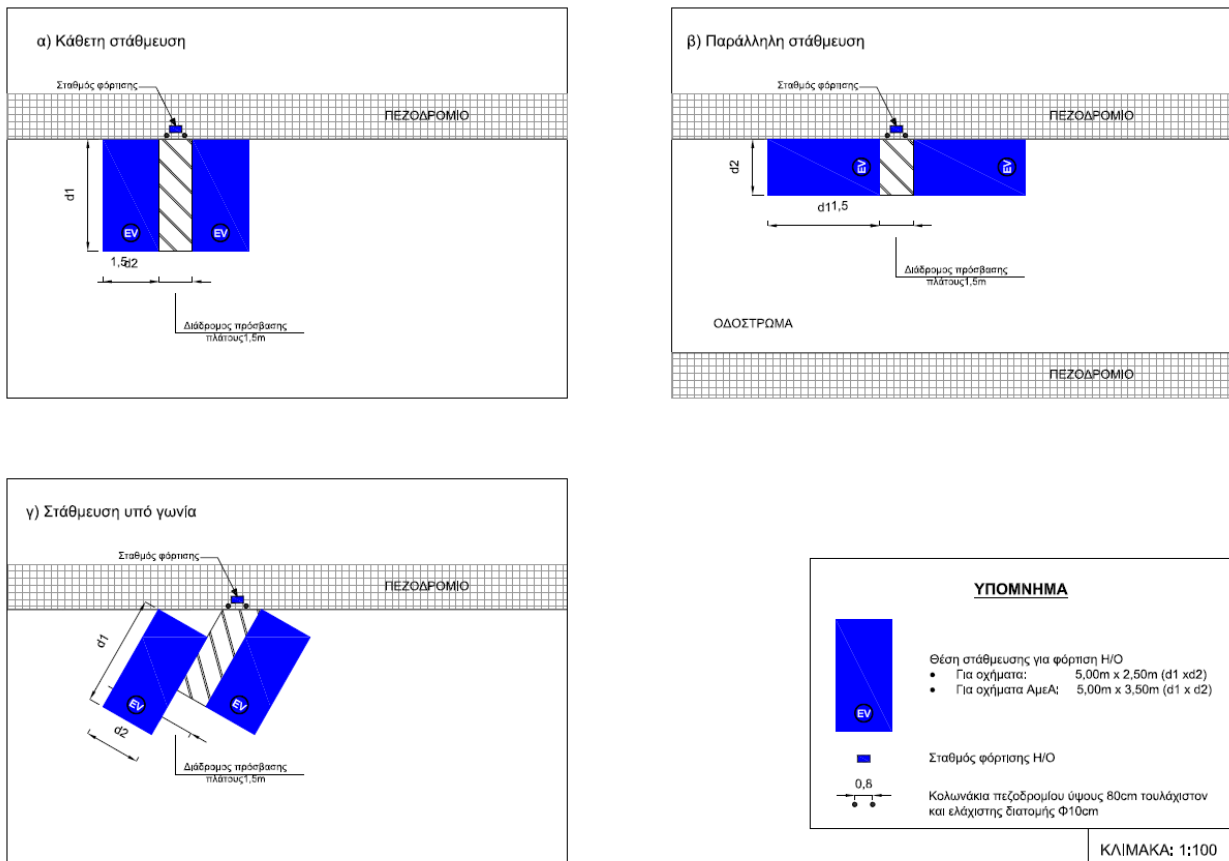 α) Κάθετη στάθμευση
Σταθμός φόρτισης
ΠΕΖΟΔΡΟΜΙΟ
d1
EV
EV
1,5
d2
Διάδρομος πρόσβασης
πλάτους1,5m
β) Παράλληλη στάθμευση
Σταθμός φόρτισης
ΠΕΖΟΔΡΟΜΙΟ
d2
EV
EV
d1
1,5
Διάδρομος πρόσβασης
πλάτους1,5m
ΟΔΟΣΤΡΩΜΑ
ΠΕΖΟΔΡΟΜΙΟ
γ) Στάθμευση υπό γωνία
Σταθμός φόρτισης
ΠΕΖΟΔΡΟΜΙΟ
d1
EV
EV
d2
Διάδρομος πρόσβασης
πλάτους1,5m
ΥΠΟΜΝΗΜΑ
EV
Θέση στάθμευσης για φόρτιση Η/Ο
• Για οχήματα: 5,00m x 2,50m (d1 xd2)
• Για οχήματα ΑμεΑ: 5,00m x 3,50m (d1 x d2)
Σταθμός φόρτισης Η/Ο
0,8
Κολωνάκια πεζοδρομίου ύψους 80cm τουλάχιστον
και ελάχιστης διατομής Φ10cm
ΚΛΙΜΑΚΑ: 1:100